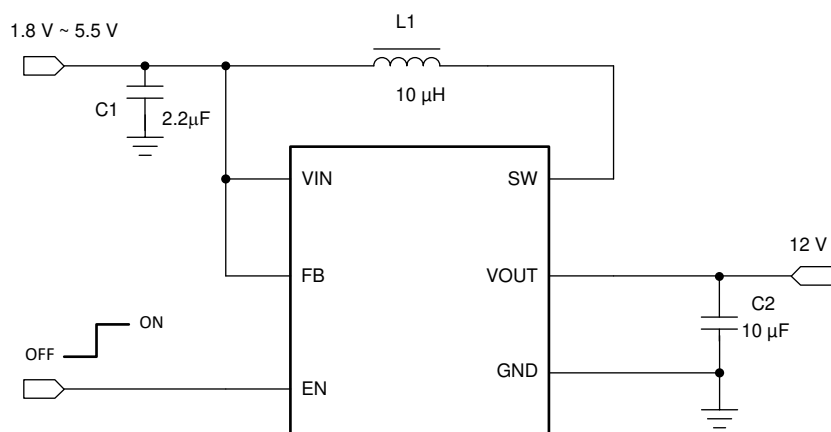 1.8 V ~ 5.5 V
L1
C1
2.2μF
10 µH
VIN
SW
12 V
FB
VOUT
C2
10 µF
ON
OFF
GND
EN